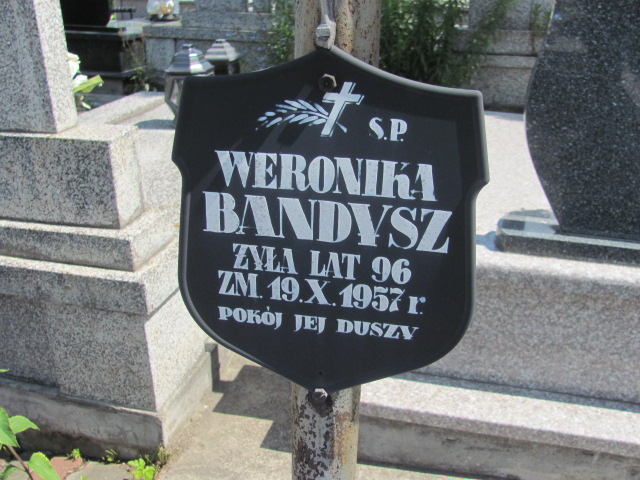 S.P.
WERONIKA
BANDYSZ
ŻYŁA LAT 96
ZM. 19.X.1957 r.
POKÓJ JEJ DUSZY